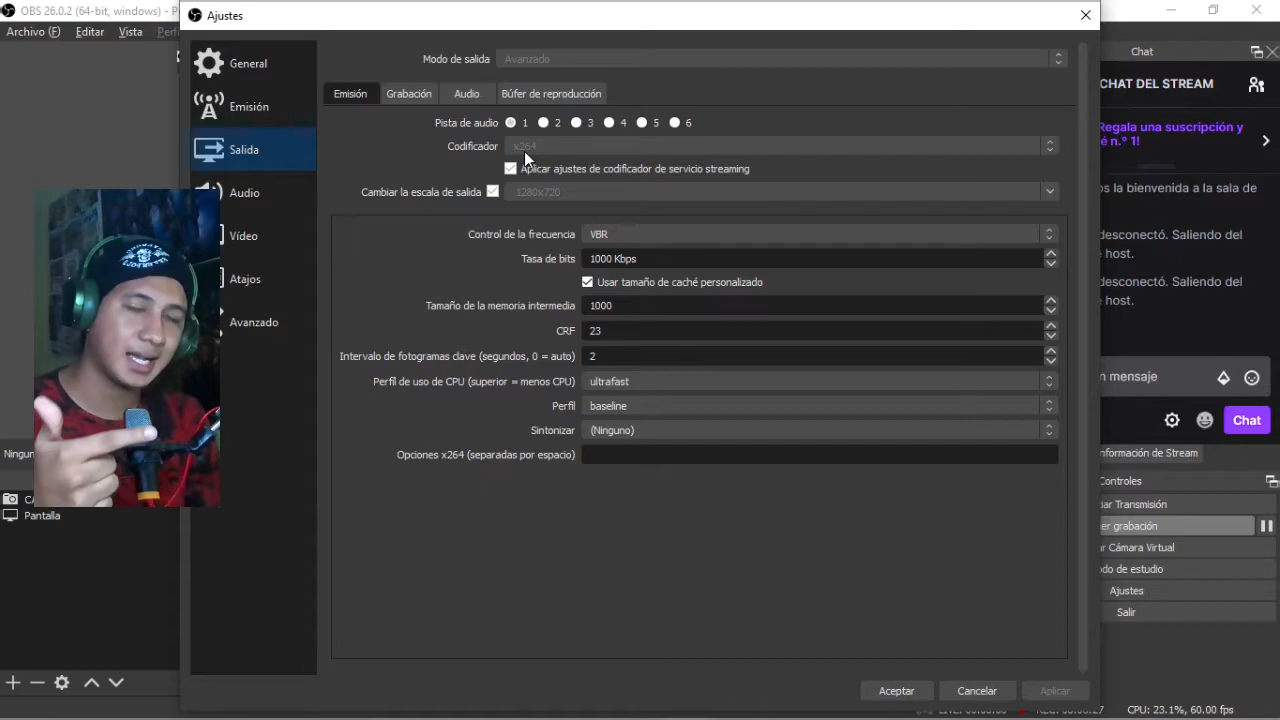 OBS 26.0.2 (64-bit, windows) - P
Archivo (F)
Editar
Vista
Perfi
Ajustes
General
Emisión
Salida
Audio
Vídeo
Atajos
Avanzado
Modo de salida
Avanzado
Emisión
Grabación
Audio
Búfer de reproducción
Pista de audio 1 2 3 4 5 6
Codificador x264
Aplicar ajustes de codificador de servicio streaming
Cambiar la escala de salida 1280x720
Control de la frecuencia VBR
Tasa de bits 1000 Kbps
Usar tamaño de caché personalizado
Tamaño de la memoria intermedia 1000
CRF 23
Intervalo de fotogramas clave (segundos, 0 = auto) 2
Perfil de uso de CPU (superior = menos CPU) ultrafast
Perfil baseline
Sintonizar (Ninguno)
Opciones x264 (separadas por espacio)
Aceptar
Cancelar
Aplicar
Ningun
CA
Pantalla
Chat
CHAT DEL STREAM
Regala una suscripción y
n.º 1!
os la bienvenida a la sala de
desconectó. Saliendo del
e host.
desconectó. Saliendo del
e host.
n mensaje
Chat
nformación de Stream
Controles
iar Transmisión
er grabación
ar Cámara Virtual
odo de estudio
Ajustes
Salir
CPU: 23.1%, 60.00 fps